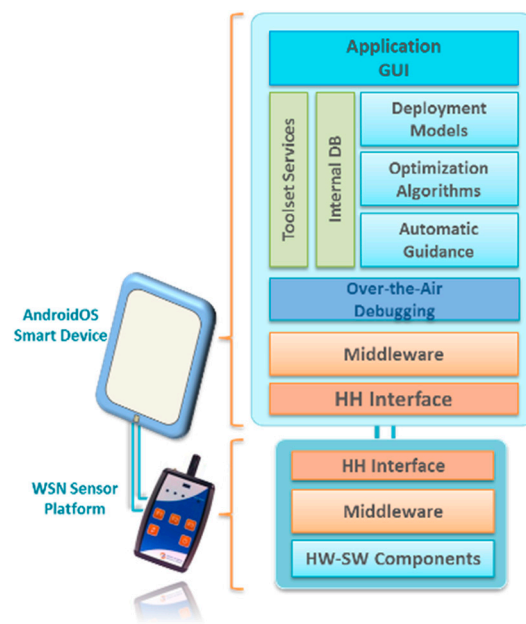 Application
GUI
Toolset Services
Internal DB
Deployment
Models
Optimization
Algorithms
Automatic
Guidance
Over-the-Air
Debugging
Middleware
HH Interface
AndroidOS
Smart Device
HH Interface
Middleware
HW-SW Components
WSN Sensor
Platform